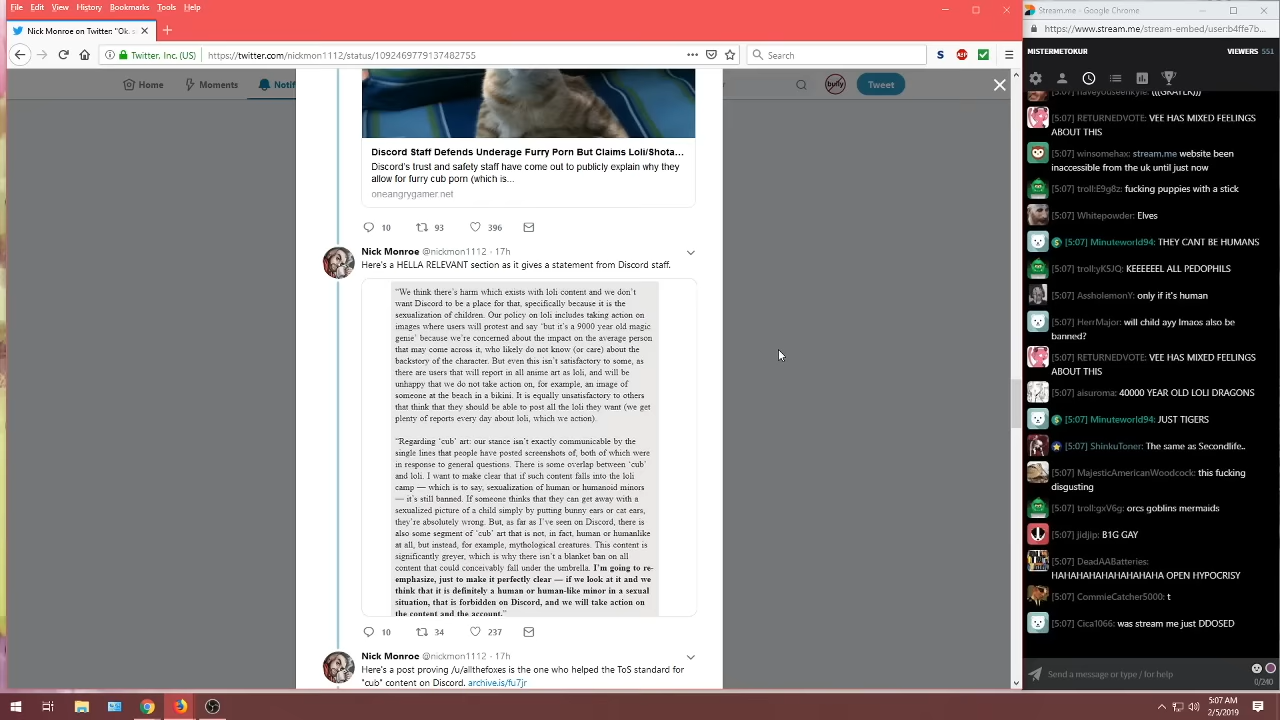 File Edit View History Bookmarks Tools Help
Nick Monroe on Twitter: "Ok. s
Twitter, Inc. (US)
https://twitter.com/nickmon1112/status/1092469779137482755
Search
Home
Moments
Notif
Tweet
Discord Staff Defends Underage Furry Porn But Claims Loli/Shota...
Discord's trust and safety staff have come out to publicly explain why they
allow for furry cub porn (which is...
oneangrygamer.net
10 93 396
Nick Monroe @nickmon1112 · 17h
Here's a HELLA RELEVANT section as it gives a statement from Discord staff.
"We think there's harm which exists with loli content and we don't
want Discord to be a place for that, specifically because it is the
sexualization of children. Our policy on loli includes taking action on
images where users will protest and say 'but it's a 9000 year old magic
genie' because we're concerned about the impact on the average person
that may come across it, who likely do not know (or care) about the
backstory of the character. But even this isn't satisfactory to some, as
there are users that will report in all anime art as loli, and will be
unhappy that we do not take action on, for example, an image of
someone at the beach in a bikini. It is equally unsatisfactory to others
that think that they should be able to post all the loli they want (we get
plenty of reports every day about loli, which we action).
"Regarding 'cub' art: our stance isn't exactly communicable by the
single lines that people have posted screenshots of, both of which were
in response to general questions. There is some overlap between 'cub'
and loli. I want to make clear that if such content falls into the loli
camp — which is to say, sexualization of human or humanoid minors
— it's still banned. If someone thinks that they can get away with a
sexualized picture of a child simply by putting bunny ears or cat ears,
they're absolutely wrong. But, as far as I've seen on Discord, there is
also some segment of 'cub' art that is not, in fact, human or humanlike
at all, but instead, for example, mythological creatures. This content is
significantly greyer, which is why there isn't a blanket ban on all
content that could conceivably fall under the umbrella. I'm going to re-
emphasize, just to make it perfectly clear — if we look at it and we
think that it is definitely a human or human-like minor in a sexual
situation, that is forbidden on Discord, and we will take action on
the content and the account."
10 34 237
Nick Monroe @nickmon1112 · 17h
Here's a post proving /u/allthefoxes is the one who helped the ToS standard for
"cub" content on Discord. archive.is/fu7jr
Stream.me - Google Chrome
https://www.stream.me/stream-embed/user:b4ffe7b...
MISTERMETOKUR
VIEWERS 551
[5:07] haveyouseenkyle: (((GRAYER)))
[5:07] RETURNEDVOTE: VEE HAS MIXED FEELINGS
ABOUT THIS
[5:07] winsomehax: stream.me website been
inaccessible from the uk until just now
[5:07] troll:E9g8z: fucking puppies with a stick
[5:07] Whitepowder: Elves
[5:07] Minuteworld94: THEY CANT BE HUMANS
[5:07] troll:yKSJQ: KEEEEEEL ALL PEDOPHILS
[5:07] AssholemonY: only if it's human
[5:07] HerrMajor: will child ayy lmaos also be
banned?
[5:07] RETURNEDVOTE: VEE HAS MIXED FEELINGS
ABOUT THIS
[5:07] aisuroma: 40000 YEAR OLD LOLI DRAGONS
[5:07] Minuteworld94: JUST TIGERS
[5:07] ShinkuToner: The same as Secondlife..
[5:07] MajesticAmericanWoodcock: this fucking
disgusting
[5:07] troll:gxV6g: orcs goblins mermaids
[5:07] jidjip: B1G GAY
[5:07] DeadAABatteries:
HAHAHAHAHAHAHAHA OPEN HYPOCRISY
[5:07] CommieCatcher5000: t
[5:07] Cica1066: was stream me just DDOSED
Send a message or type / for help
0/240
5:07 AM
5/02/2019